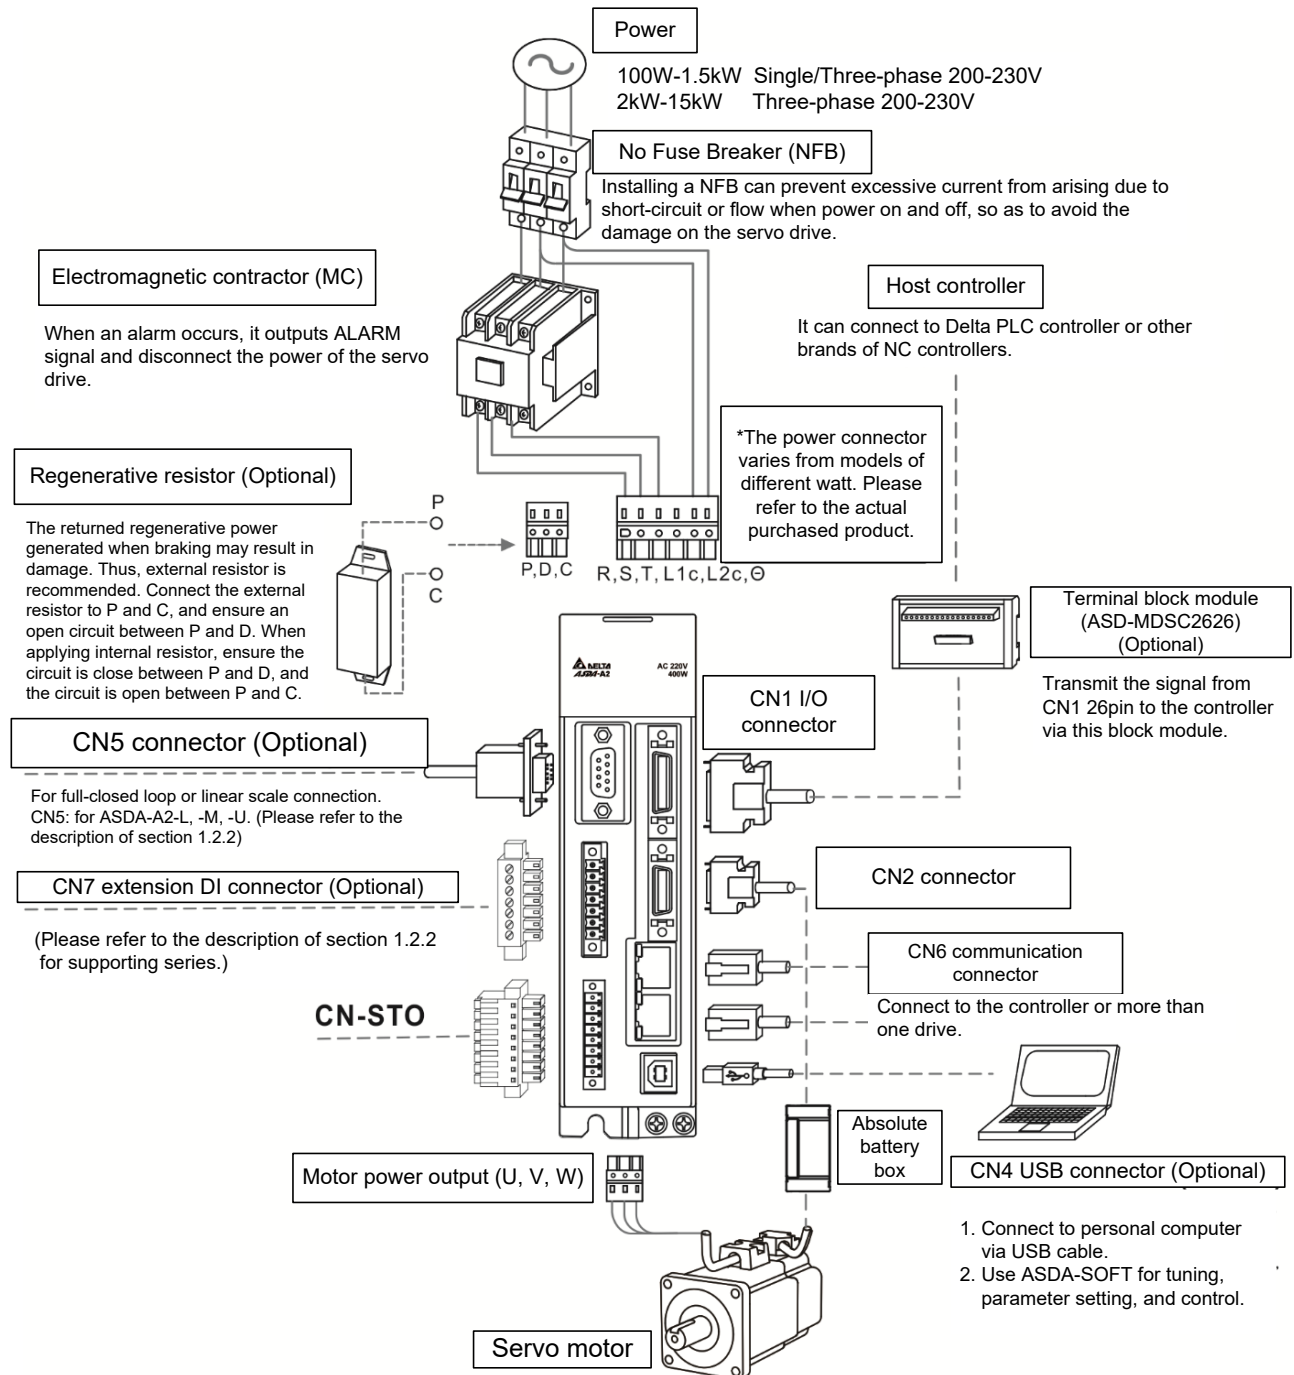 Power
100W-1.5kW Single/Three-phase 200-230V
2kW-15kW Three-phase 200-230V
No Fuse Breaker (NFB)
Installing a NFB can prevent excessive current from arising due to
short-circuit or flow when power on and off, so as to avoid the
damage on the servo drive.
Electromagnetic contractor (MC)
When an alarm occurs, it outputs ALARM
signal and disconnect the power of the servo
drive.
Host controller
It can connect to Delta PLC controller or other
brands of NC controllers.
*The power connector
varies from models of
different watt. Please
refer to the actual
purchased product.
Regenerative resistor (Optional)
The returned regenerative power
generated when braking may result in
damage. Thus, external resistor is
recommended. Connect the external
resistor to P and C, and ensure an
open circuit between P and D. When
applying internal resistor, ensure the
circuit is close between P and D, and
the circuit is open between P and C.
P
C
P,D,C
R,S,T, L1c,L2c,⊖
Terminal block module
(ASD-MDSC2626)
(Optional)
Transmit the signal from
CN1 26pin to the controller
via this block module.
DELTA
ASDA-A2
AC 220V
400W
CN1 I/O
connector
CN5 connector (Optional)
For full-closed loop or linear scale connection.
CN5: for ASDA-A2-L, -M, -U. (Please refer to the
description of section 1.2.2)
CN7 extension DI connector (Optional)
(Please refer to the description of section 1.2.2
for supporting series.)
CN2 connector
CN6 communication
connector
Connect to the controller or more than
one drive.
CN-STO
Absolute
battery
box
CN4 USB connector (Optional)
1. Connect to personal computer
via USB cable.
2. Use ASDA-SOFT for tuning,
parameter setting, and control.
Motor power output (U, V, W)
Servo motor